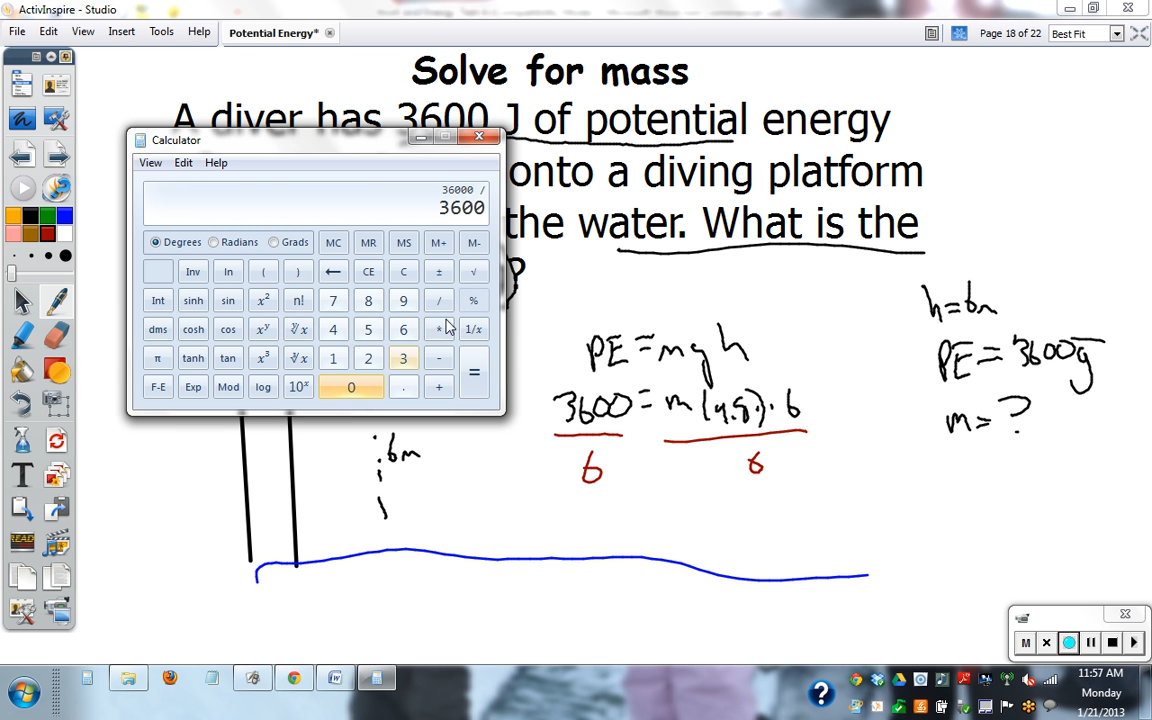 ActivInspire - Studio
File Edit View Insert Tools Help
Potential Energy*
Page 18 of 22
Best Fit
Solve for mass
A diver has 3600 J of potential energy
onto a diving platform
the water. What is the
?
Calculator
View Edit Help
36000 /
3600
Degrees Radians Grads MC MR MS M+ M-
Inv ln ( ) ← CE C ± √
Int sinh sin x² n! 7 8 9 / %
dms cosh cos xʸ ʸ√x 4 5 6 * 1/x
π tanh tan x³ ³√x 1 2 3 - =
F-E Exp Mod log 10ˣ 0 . +
h=6m
PE=mgh
PE=3600J
3600=m(9.8)·6
m=?
6 6
6m
READ
M
11:57 AM
Monday
1/21/2013